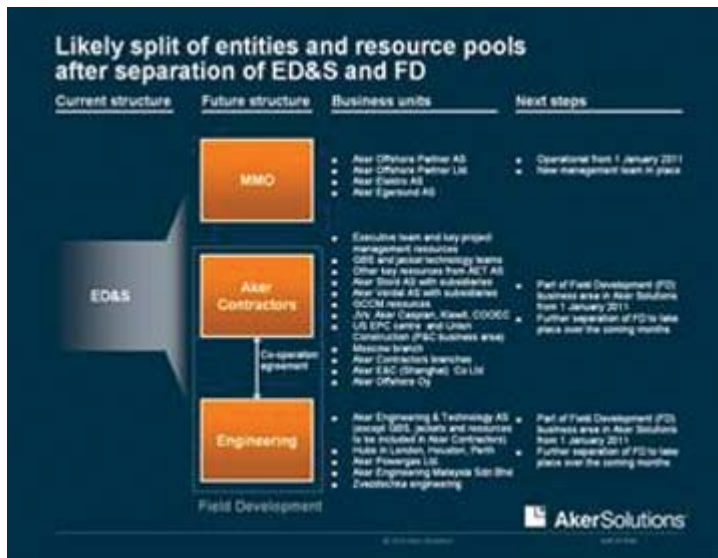 Likely split of entities and resource pools
after separation of ED&S and FD
Current structure
Future structure
Business units
Next steps
ED&S
MMO
Aker Offshore Partner AS
Aker Offshore Partner Ltd
Aker Elektro AS
Aker Egersund AS
Operational from 1 January 2011
New management team in place
Aker
Contractors
Executive team and key project
management resources
GBS and jacket technology teams
Other key resources from AET AS
Aker Stord AS with subsidiaries
Aker Verdal AS with subsidiaries
GCCM resources
JVs: Aker Caspian, Kiewit, COOEC
US EPC centre and Union
Construction (P&C business area)
Moscow branch
Aker Contractors branches
Aker E&C (Shanghai) Co Ltd
Aker Offshore Oy
Part of Field Development (FD)
business area in Aker Solutions
from 1 January 2011
Further separation of FD to take
place over the coming months
Co-operation
agreement
Engineering
Aker Engineering & Technology AS
(except GBS, jackets and resources
to be included in Aker Contractors)
Hubs in London, Houston, Perth
Aker Powergas Ltd
Aker Engineering Malaysia Sdn Bhd
Zvezdochka engineering
Part of Field Development (FD)
business area in Aker Solutions
from 1 January 2011
Further separation of FD to take
place over the coming months
Field Development
AkerSolutions